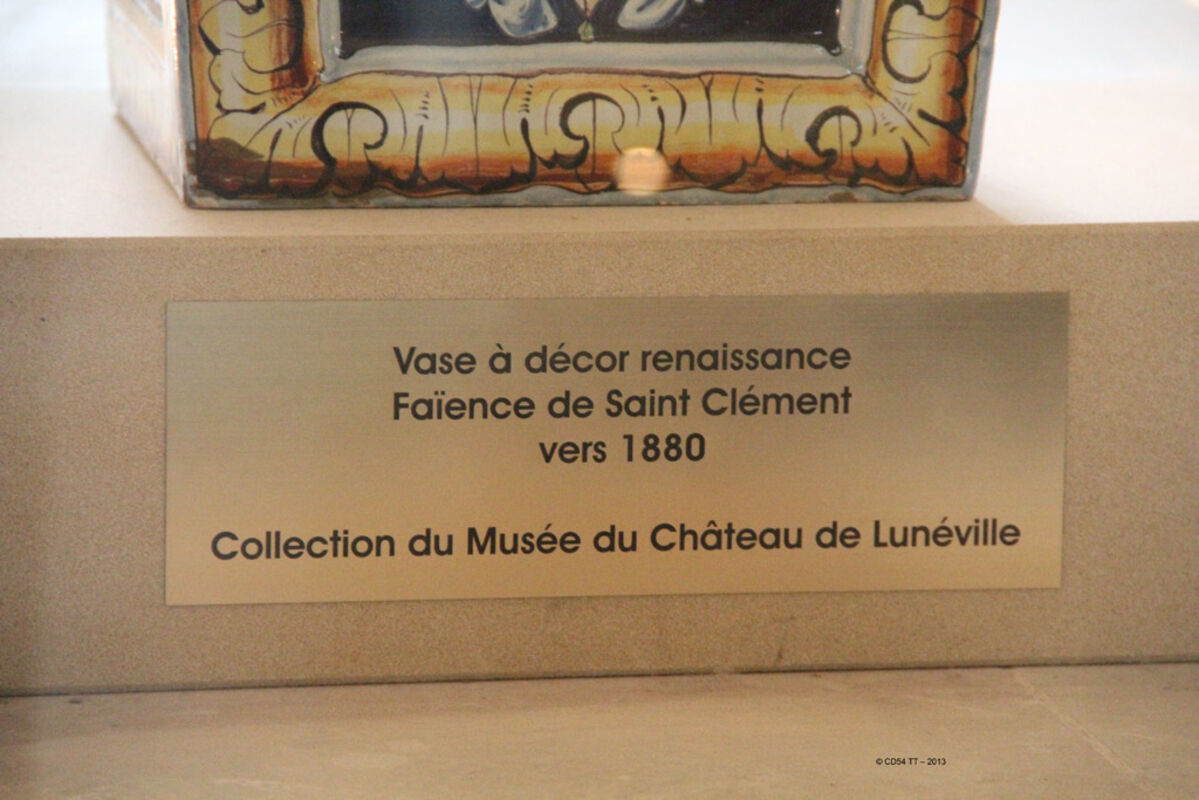 Vase à décor renaissance
Faïence de Saint Clément
vers 1880
Collection du Musée du Château de Lunéville
© CD54 TT – 2013